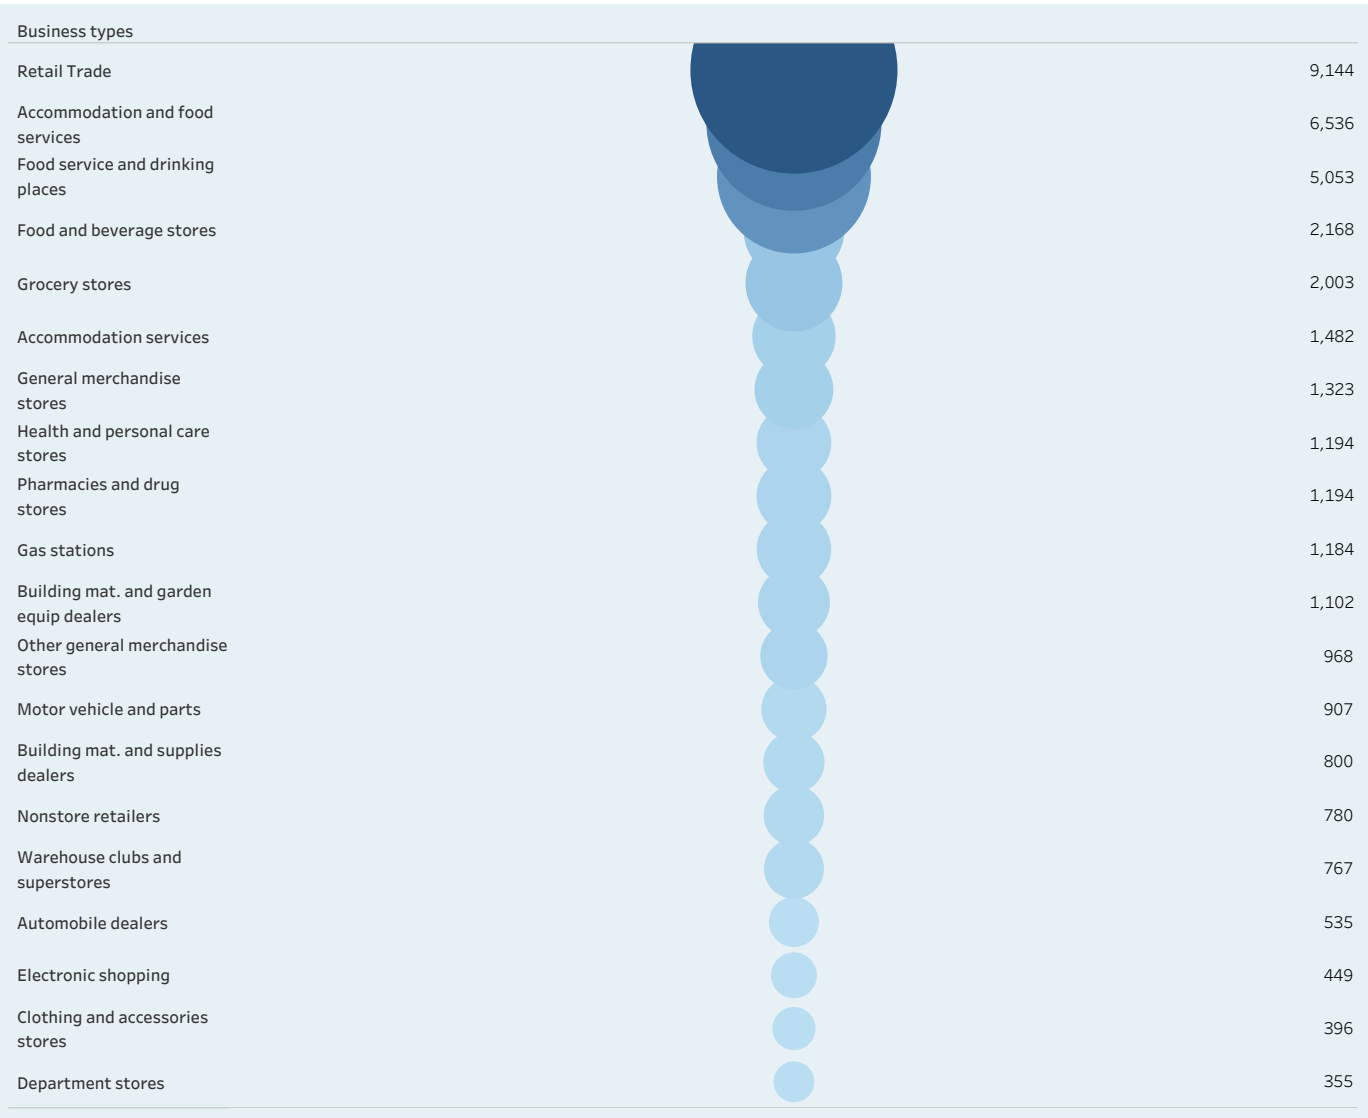 Business types
Retail Trade
9,144
Accommodation and food
services
6,536
Food service and drinking
places
5,053
Food and beverage stores
2,168
Grocery stores
2,003
Accommodation services
1,482
General merchandise
stores
1,323
Health and personal care
stores
1,194
Pharmacies and drug
stores
1,194
Gas stations
1,184
Building mat. and garden
equip dealers
1,102
Other general merchandise
stores
968
Motor vehicle and parts
907
Building mat. and supplies
dealers
800
Nonstore retailers
780
Warehouse clubs and
superstores
767
Automobile dealers
535
Electronic shopping
449
Clothing and accessories
stores
396
Department stores
355